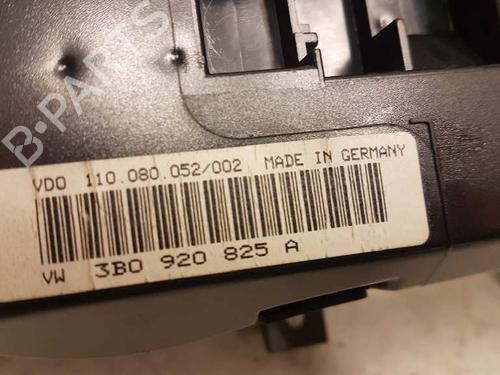 B-PARTS
VDO 110.080.052/002 MADE IN GERMANY
VW 3B0 920 825 A